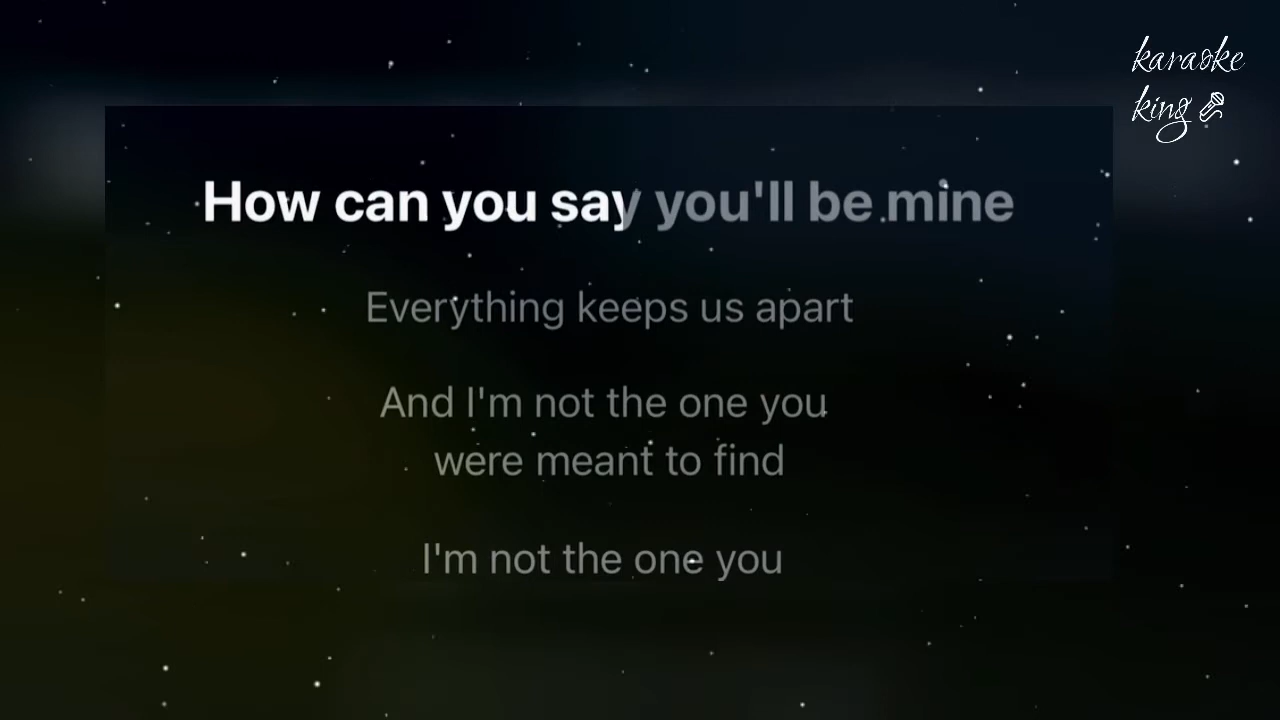 karaoke
king
How can you say you'll be mine
Everything keeps us apart
And I'm not the one you
were meant to find
I'm not the one you